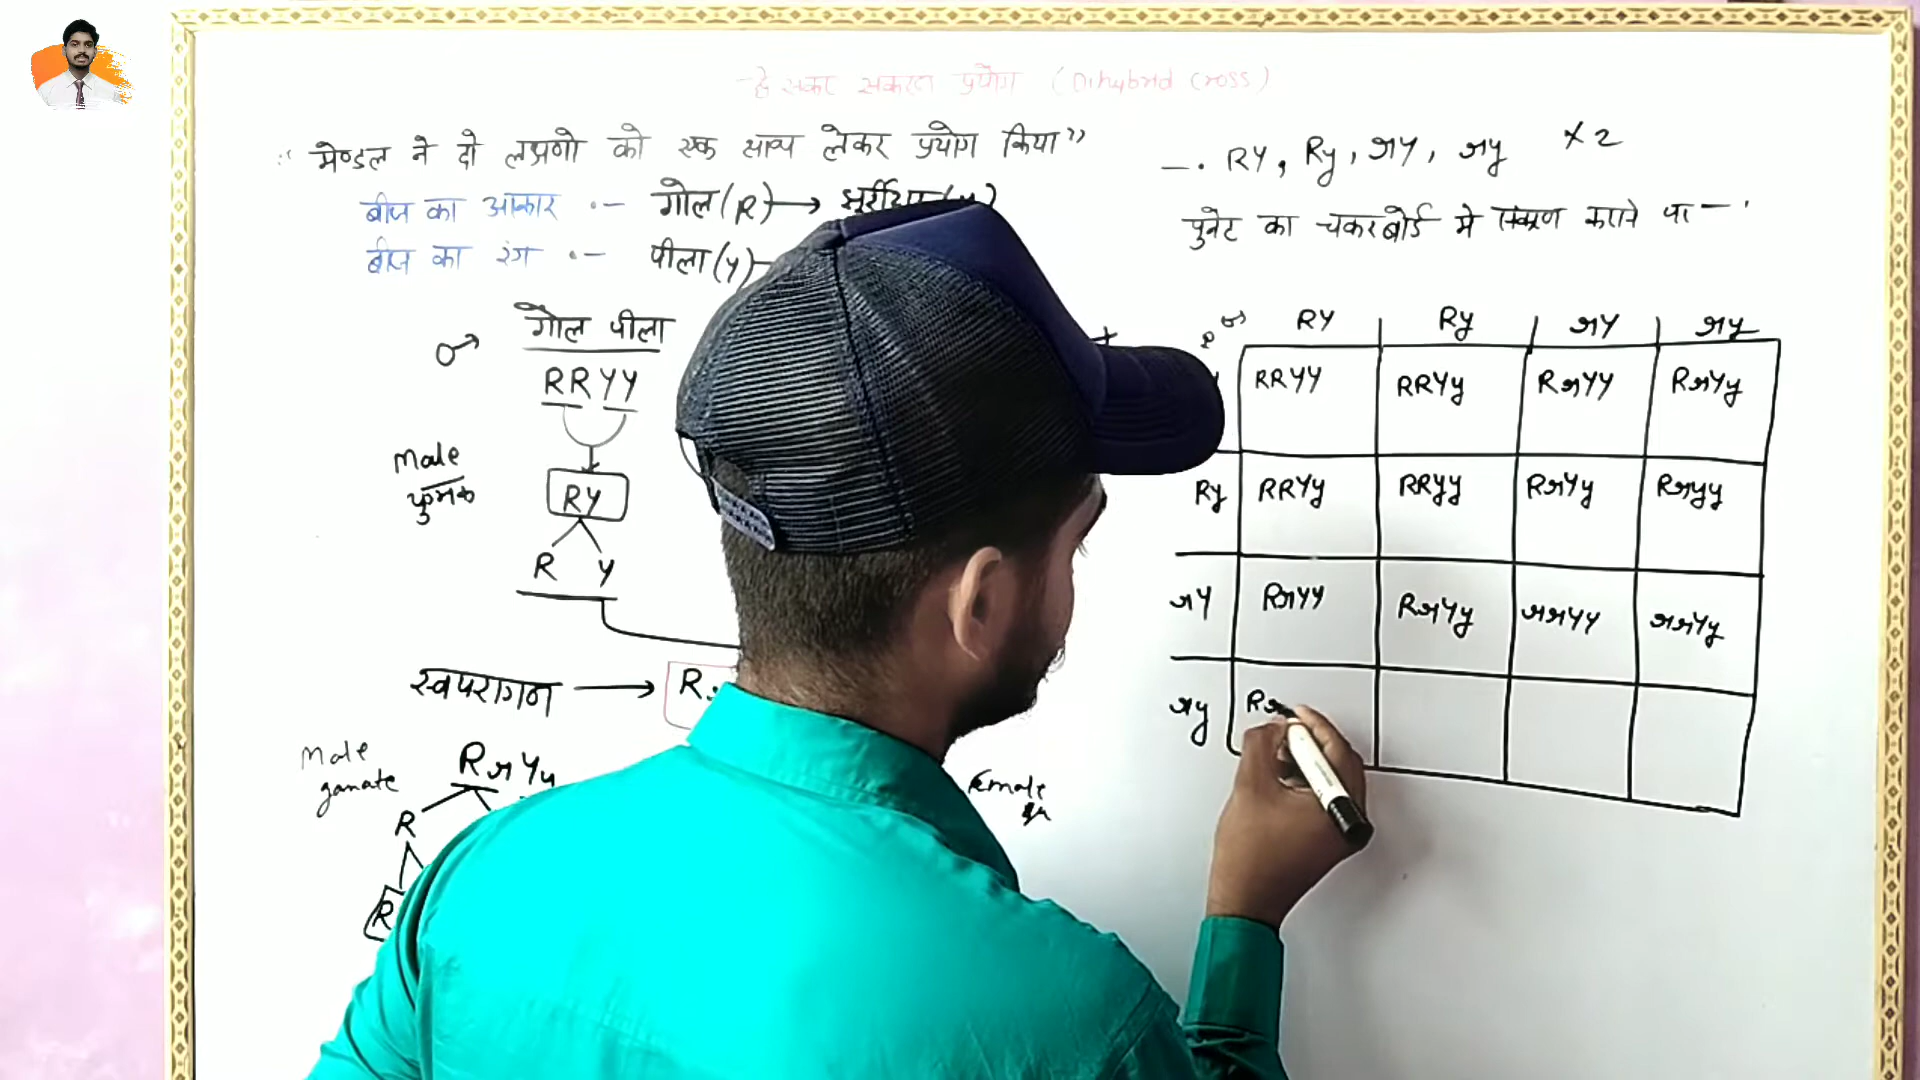 द्वि संकर संकरण प्रयोग (Dihybrid cross)
"मेण्डल ने दो लक्षणो को एक साथ लेकर प्रयोग किया"
बीज का आकार :- गोल (R) →
बीज का रंग :- पीला (Y)
गोल पीला
RRYY
Male
RY
R Y
स्वपरागण → R
Male
gamate
RrYy
R
R
Female
RY, Ry, rY, ry ×2
पुनेट का चकरबोर्ड मे कराने पर
RY Ry rY ry
RRYY RRYy RrYY RrYy
Ry RRYy RRyy RrYy Rryy
rY RrYY RrYy rrYY rrYy
ry Rr